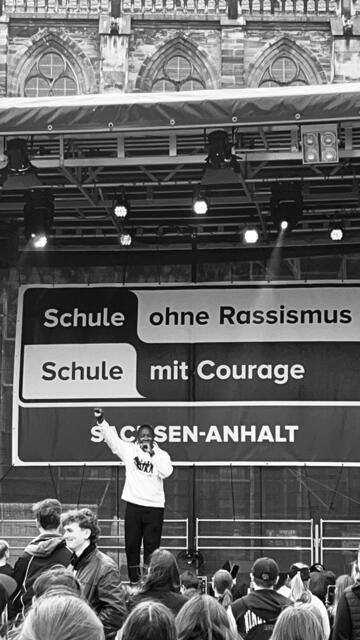 Schule ohne Rassismus
Schule mit Courage
SACHSEN-ANHALT